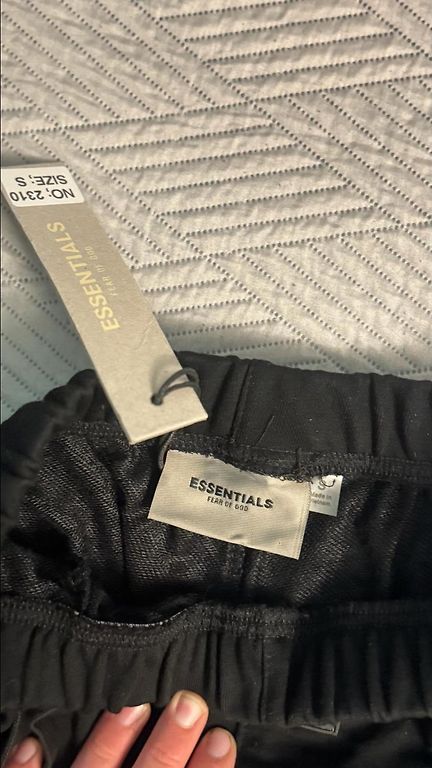 NO; 2310
SIZE; S
ESSENTIALS
FEAR OF GOD
ESSENTIALS
FEAR OF GOD
S
Made in